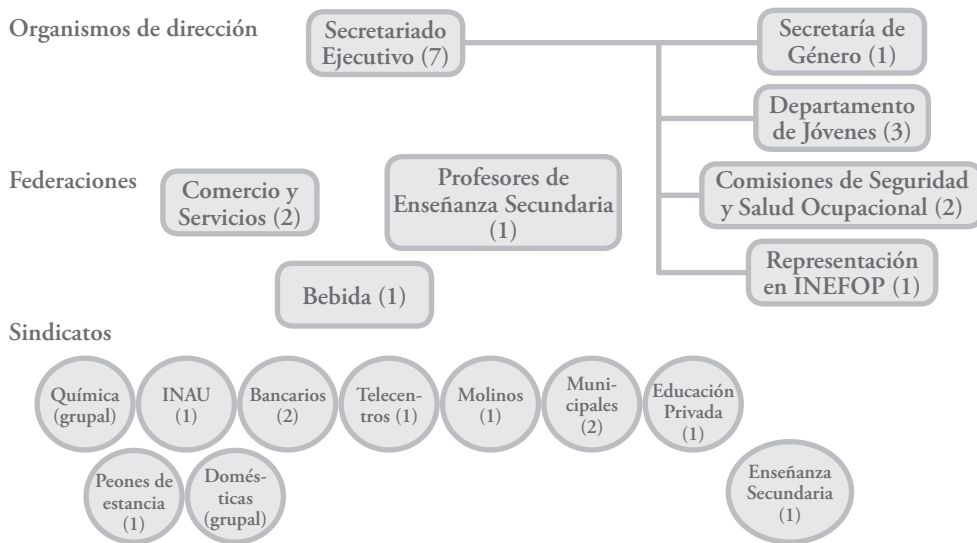 Organismos de dirección
Secretariado
Ejecutivo (7)
Secretaría de
Género (1)
Departamento
de Jóvenes (3)
Federaciones
Comercio y
Servicios (2)
Profesores de
Enseñanza Secundaria
(1)
Comisiones de Seguridad
y Salud Ocupacional (2)
Representación
en INEFOP (1)
Bebida (1)
Sindicatos
Química
(grupal)
INAU
(1)
Bancarios
(2)
Telecen-
tros (1)
Molinos
(1)
Muni-
cipales
(2)
Educación
Privada
(1)
Peones de
estancia
(1)
Domés-
ticas
(grupal)
Enseñanza
Secundaria
(1)